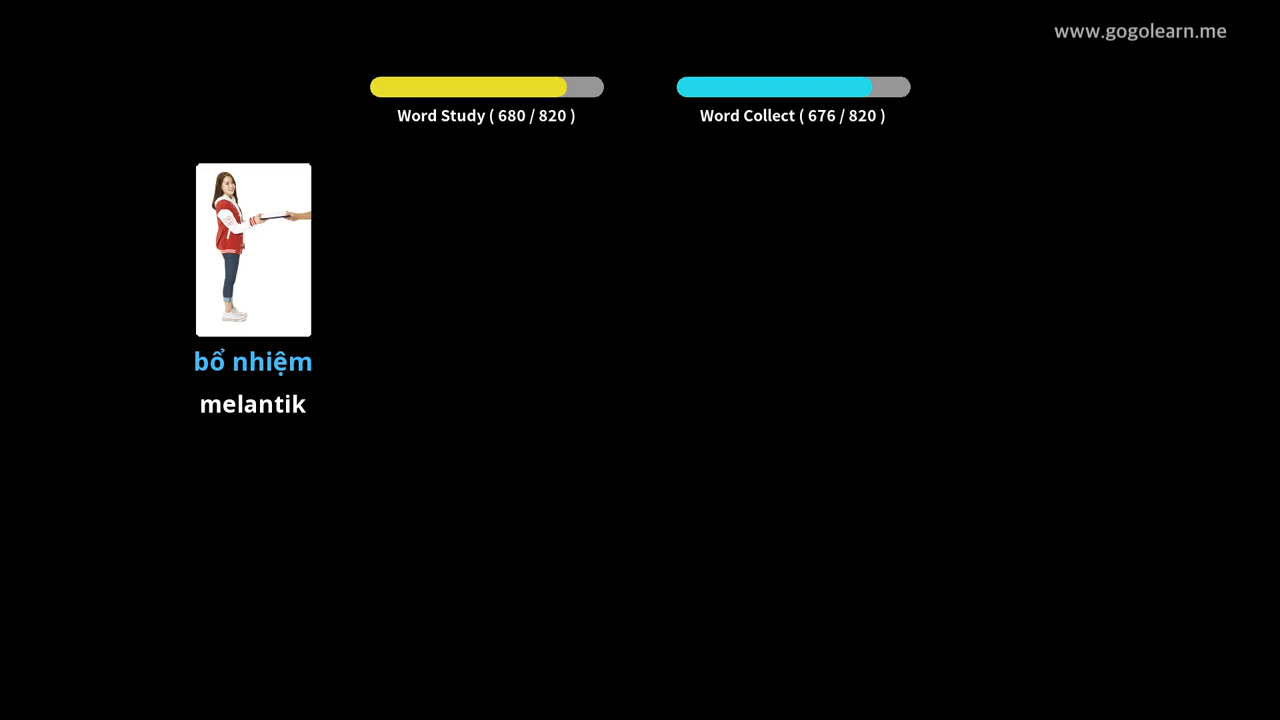 www.gogolearn.me
Word Study ( 680 / 820 )
Word Collect ( 676 / 820 )
bổ nhiệm
melantik